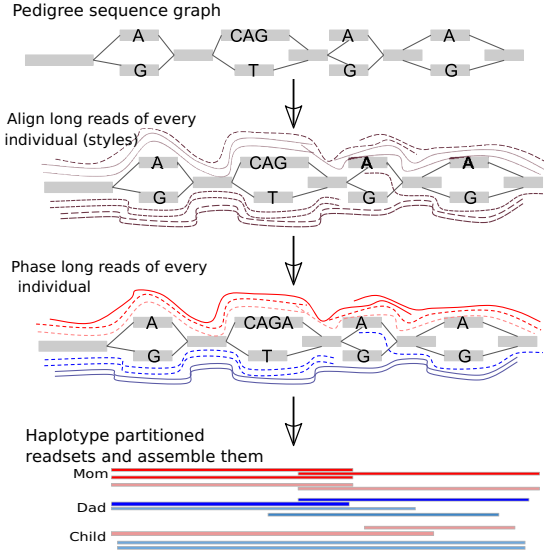 Pedigree sequence graph
A CAG A A
G T G G
Align long reads of every
individual (styles)
A CAG A A
G T G G
Phase long reads of every
individual
A CAGA A A
G T G G
Haplotype partitioned
readsets and assemble them
Mom
Dad
Child